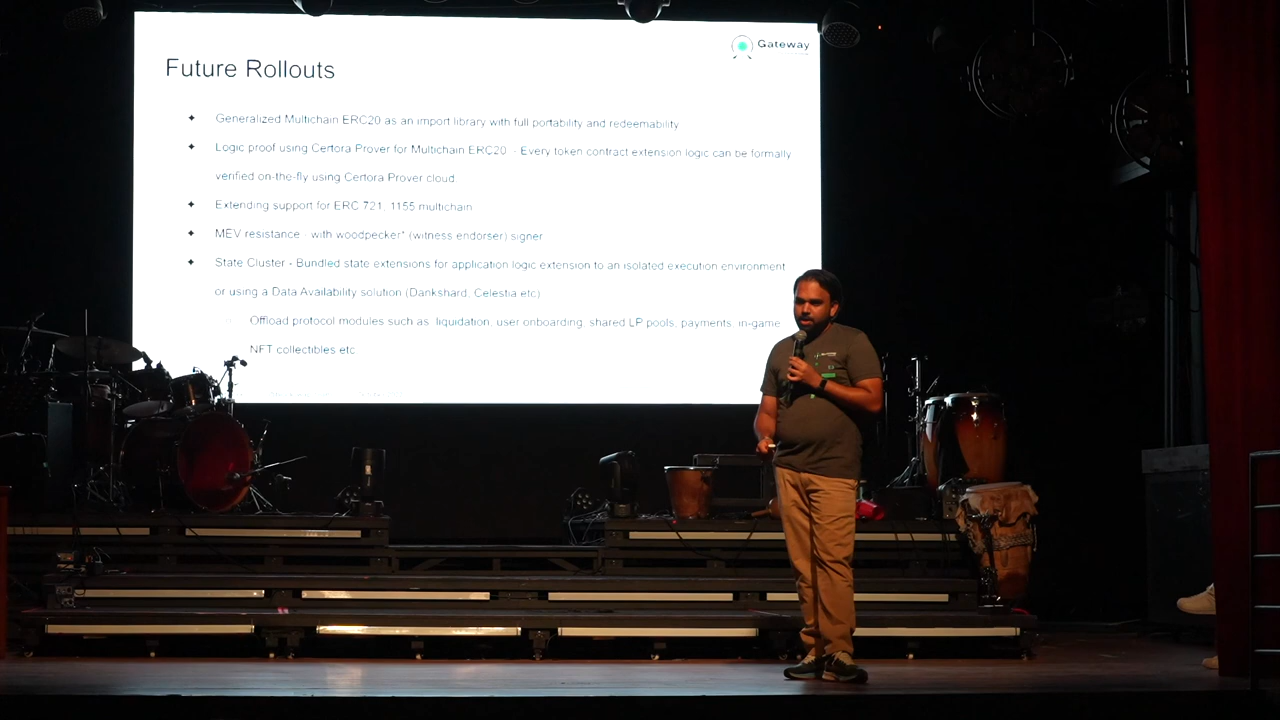 Gateway
Future Rollouts
Generalized Multichain ERC20 as an import library with full portability and redeemability
Logic proof using Certora Prover for Multichain ERC20 - Every token contract extension logic can be formally
verified on-the-fly using Certora Prover cloud.
Extending support for ERC 721, 1155 multichain
MEV resistance - with woodpecker* (witness endorser) signer
State Cluster - Bundled state extensions for application logic extension to an isolated execution environment
or using a Data Availability solution (Dankshard, Celestia etc)
Offload protocol modules such as liquidation, user onboarding, shared LP pools, payments, in-game
NFT collectibles etc